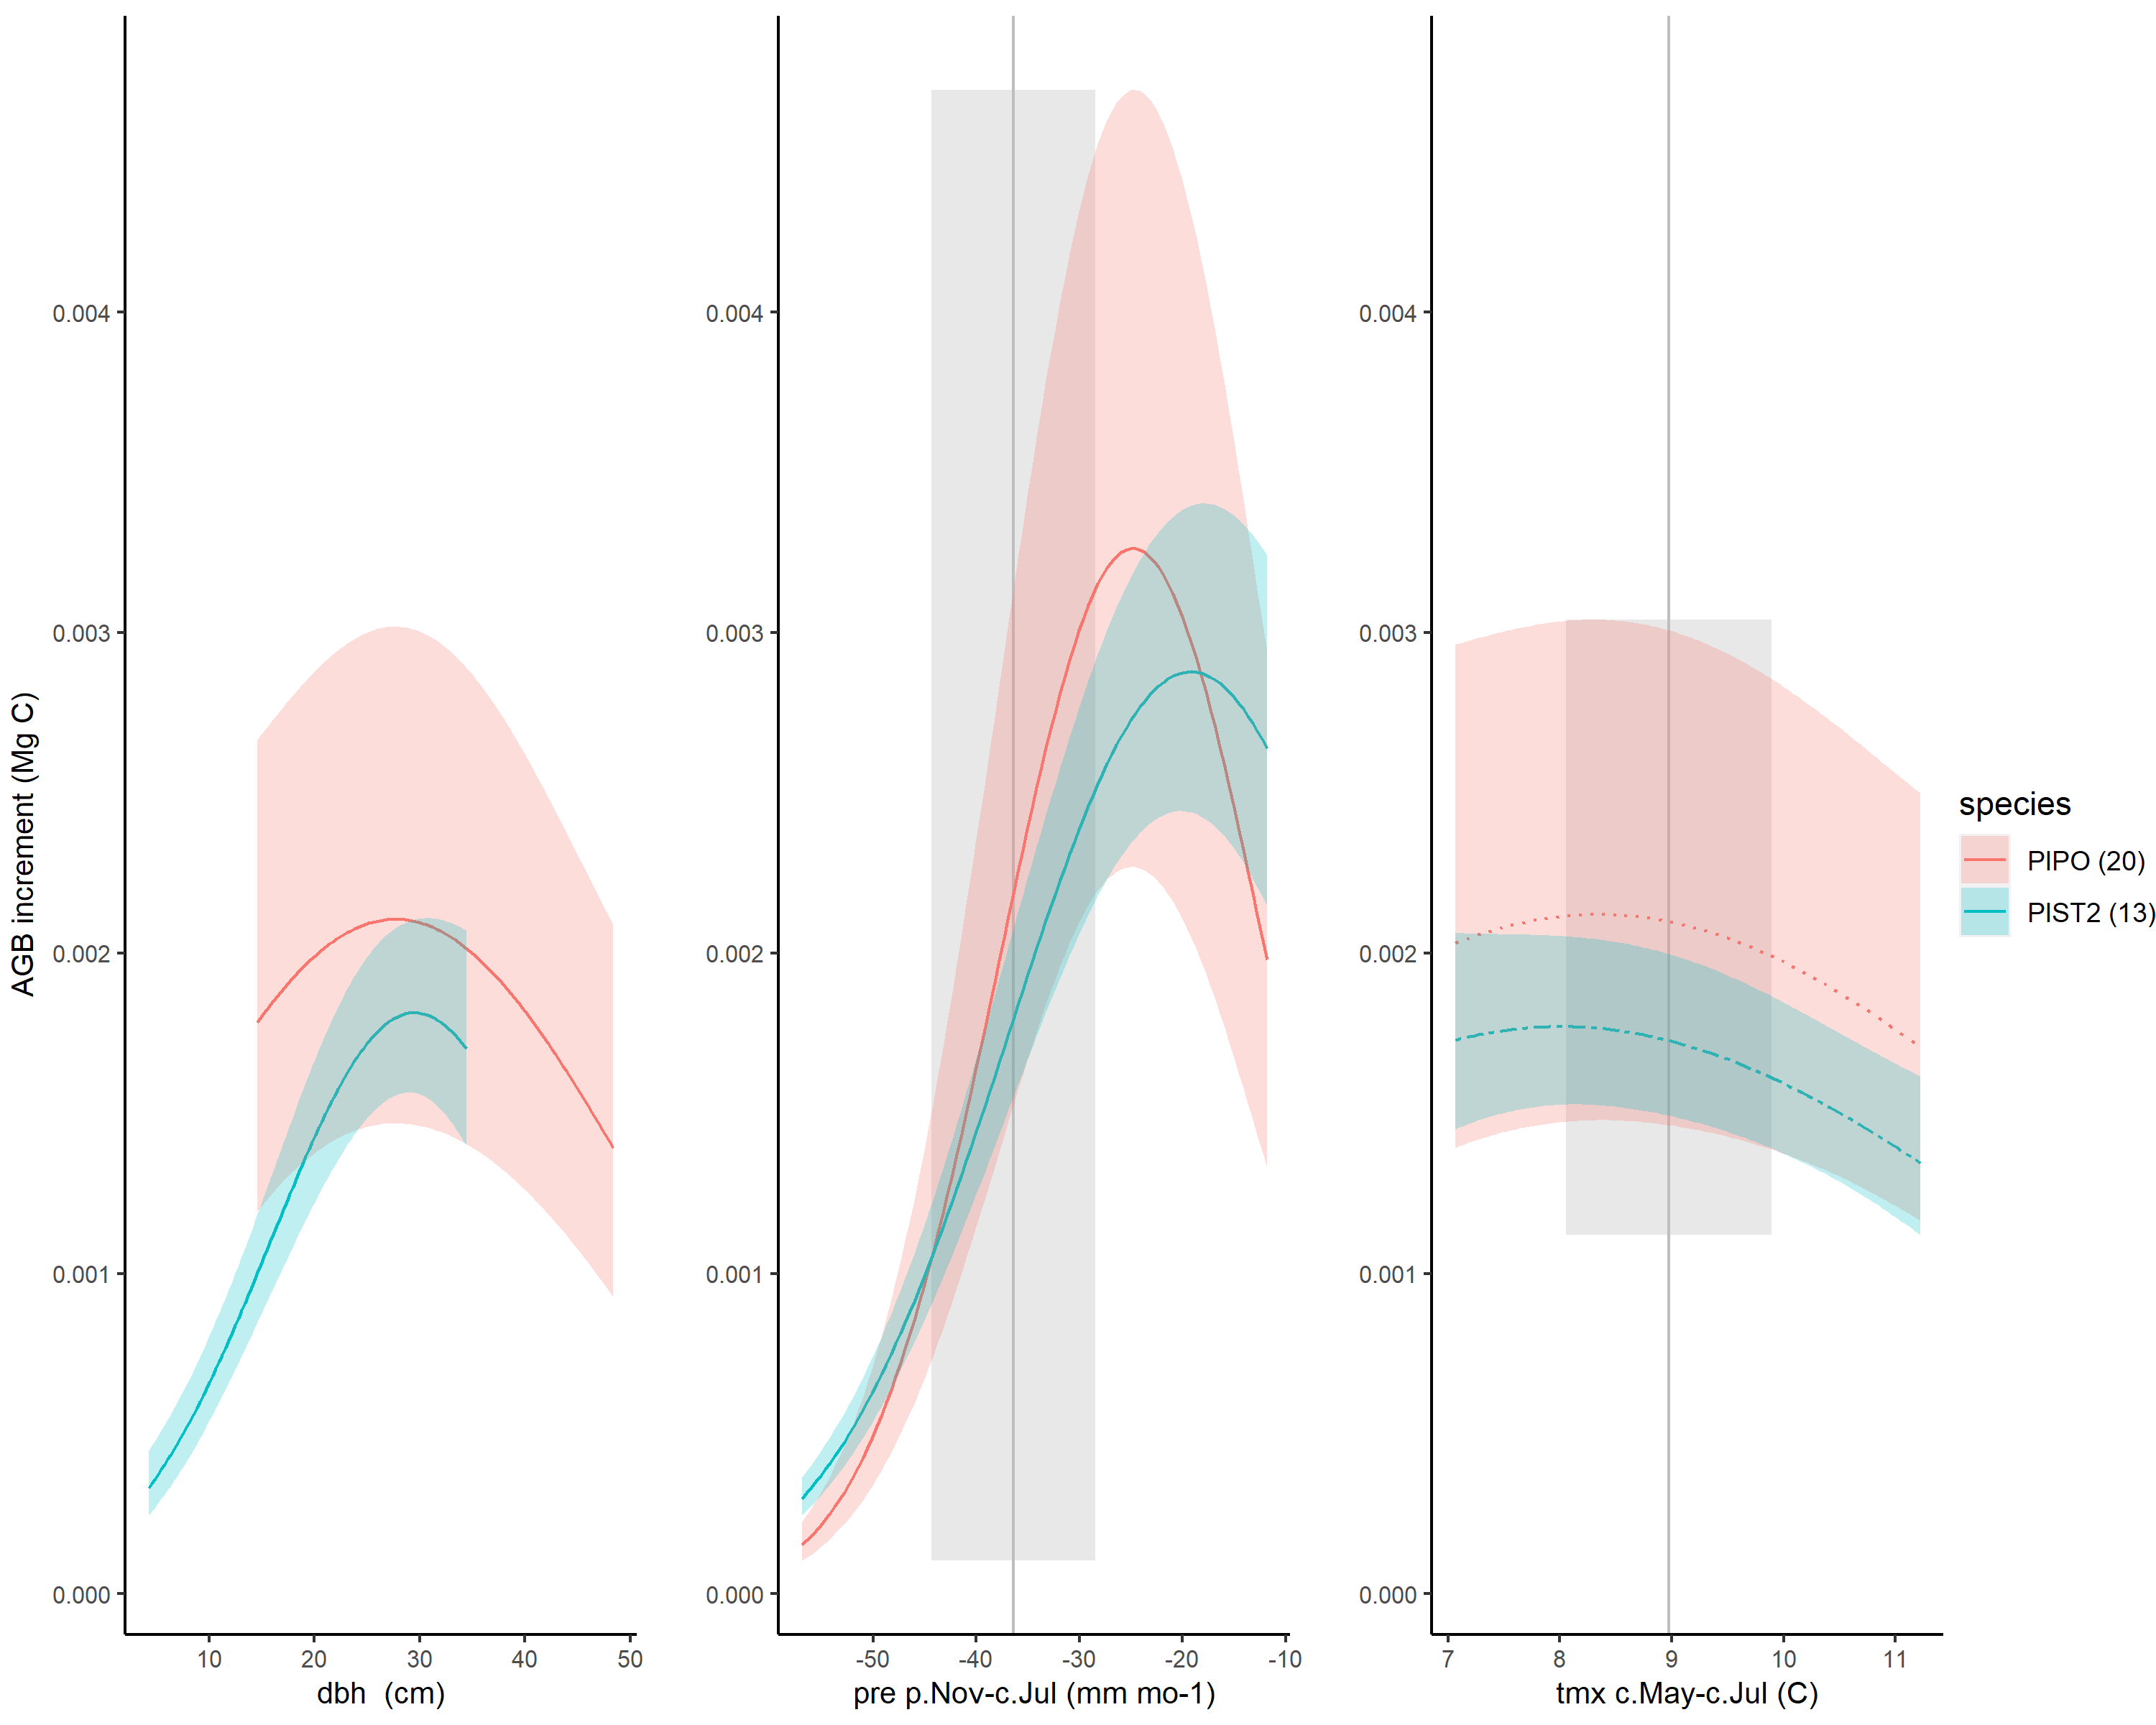 AGB increment (Mg C)
0.004
0.003
0.002
0.001
0.000
10 20 30 40 50
dbh  (cm)
0.004
0.003
0.002
0.001
0.000
-50 -40 -30 -20 -10
pre p.Nov-c.Jul (mm mo-1)
0.004
0.003
0.002
0.001
0.000
7 8 9 10 11
tmx c.May-c.Jul (C)
species
PIPO (20)
PIST2 (13)